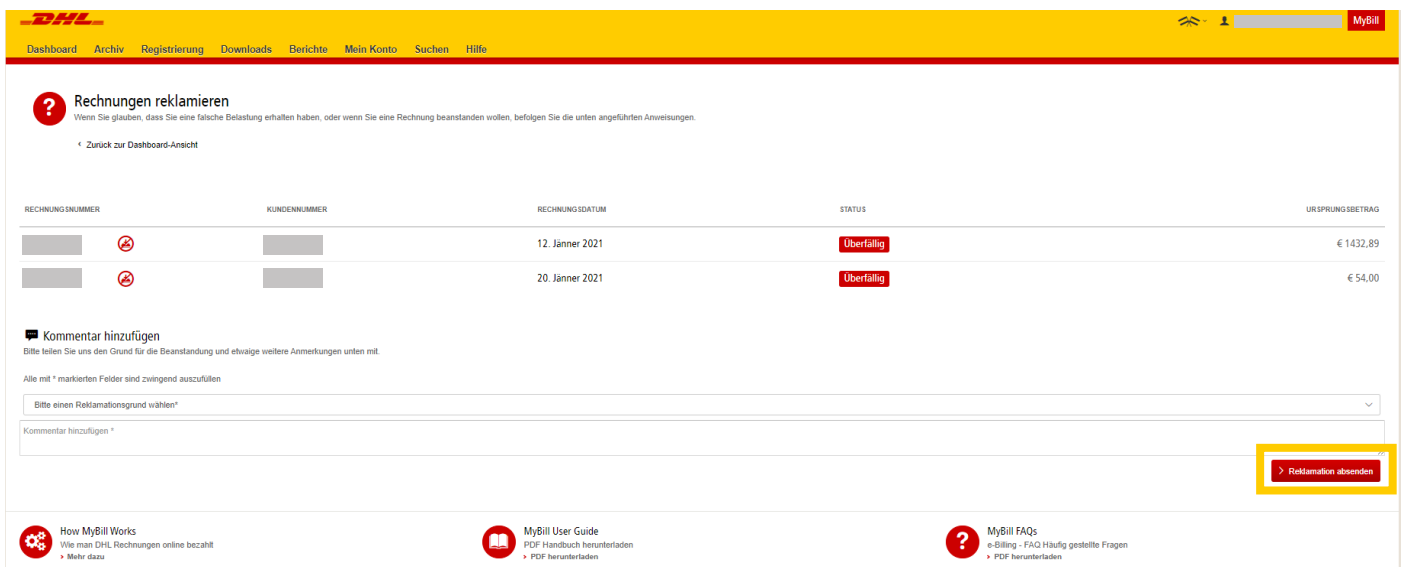 DHL
MyBill
Dashboard Archiv Registrierung Downloads Berichte Mein Konto Suchen Hilfe
? Rechnungen reklamieren
Wenn Sie glauben, dass Sie eine falsche Belastung erhalten haben, oder wenn Sie eine Rechnung beanstanden wollen, befolgen Sie die unten angeführten Anweisungen.
‹ Zurück zur Dashboard-Ansicht
RECHNUNGSNUMMER KUNDENNUMMER RECHNUNGSDATUM STATUS URSPRUNGSBETRAG
12. Jänner 2021 Überfällig € 1432,89
20. Jänner 2021 Überfällig € 54,00
Kommentar hinzufügen
Bitte teilen Sie uns den Grund für die Beanstandung und etwaige weitere Anmerkungen unten mit.
Alle mit * markierten Felder sind zwingend auszufüllen
Bitte einen Reklamationsgrund wählen*
Kommentar hinzufügen *
> Reklamation absenden
How MyBill Works
Wie man DHL Rechnungen online bezahlt
› Mehr dazu
MyBill User Guide
PDF Handbuch herunterladen
› PDF herunterladen
? MyBill FAQs
e-Billing - FAQ Häufig gestellte Fragen
› PDF herunterladen